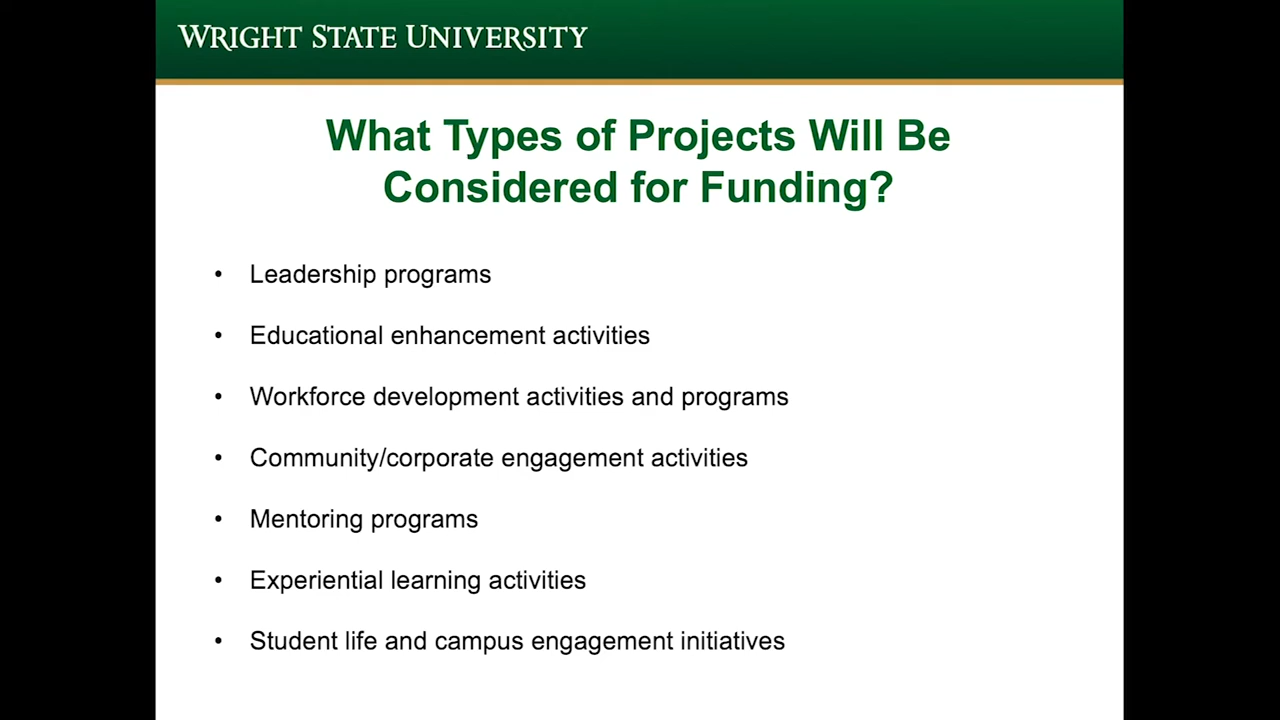 WRIGHT STATE UNIVERSITY
What Types of Projects Will Be
Considered for Funding?
• Leadership programs
• Educational enhancement activities
• Workforce development activities and programs
• Community/corporate engagement activities
• Mentoring programs
• Experiential learning activities
• Student life and campus engagement initiatives